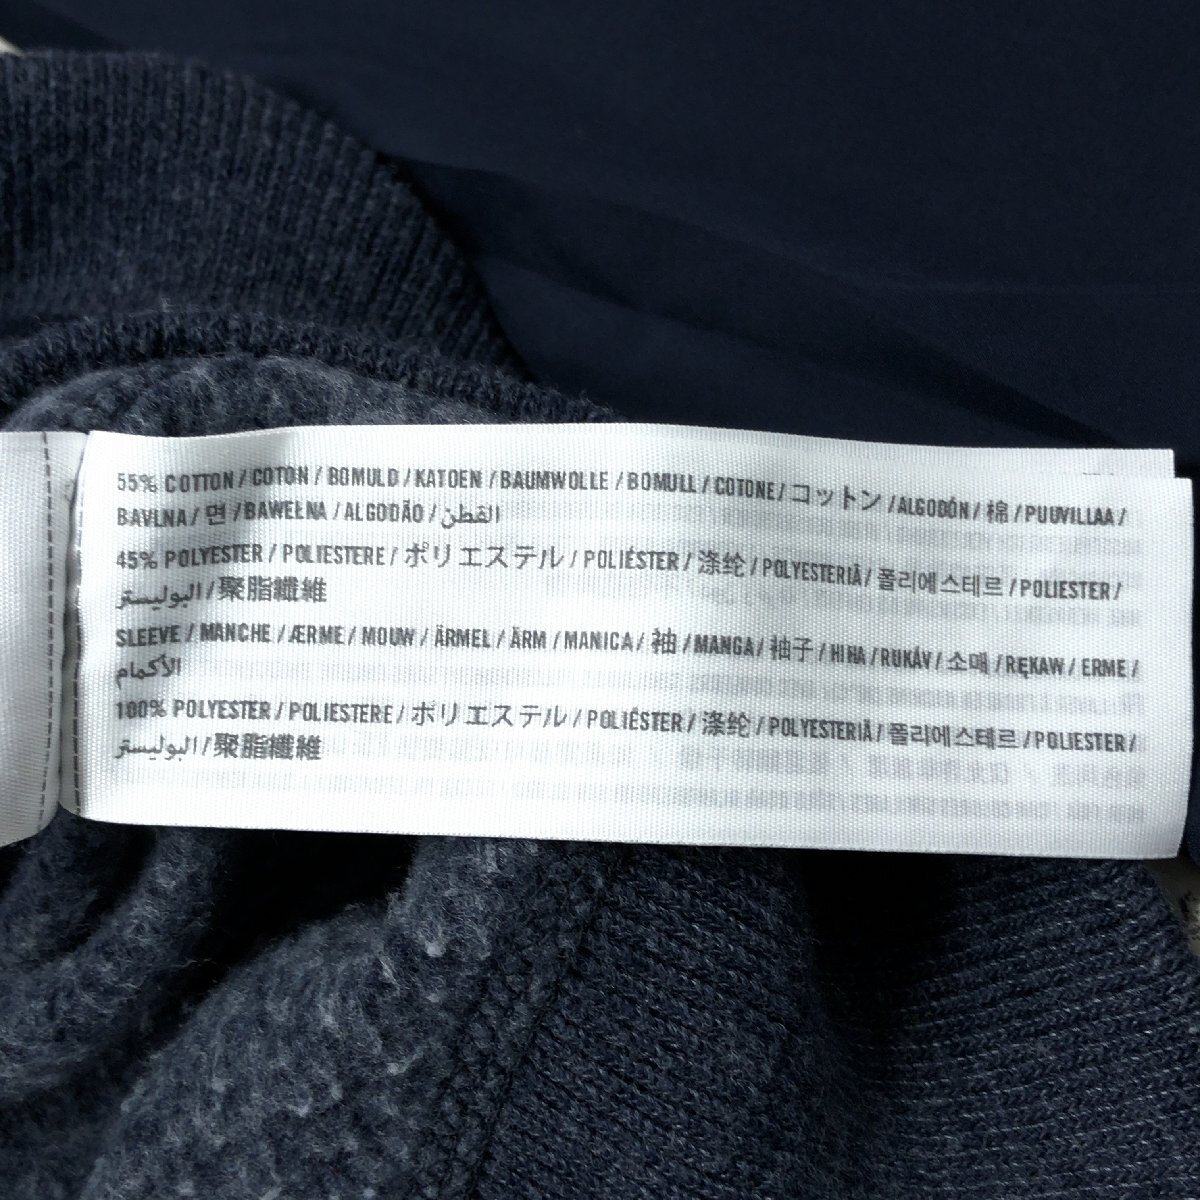 55% COTTON / COTON / BOMULD / KATOEN / BAUMWOLLE / BOMULL / COTONE / コットン / ALGODÓN / 棉 / PUUVILLAA /
BAVLNA / 면 / BAWEŁNA / ALGODÃO / القطن
45% POLYESTER / POLIESTERE / ポリエステル / POLIÉSTER / 涤纶 / POLYESTERIÄ / 폴리에스테르 / POLIESTER /
البوليستر / 聚脂纖維
SLEEVE / MANCHE / ÆRME / MOUW / ÄRMEL / ÄRM / MANICA / 袖 / MANGA / 袖子 / HIHA / RUKÁV / 소매 / RĘKAW / ERME /
الأكمام
100% POLYESTER / POLIESTERE / ポリエステル / POLIÉSTER / 涤纶 / POLYESTERIÄ / 폴리에스테르 / POLIESTER /
البوليستر / 聚脂纖維